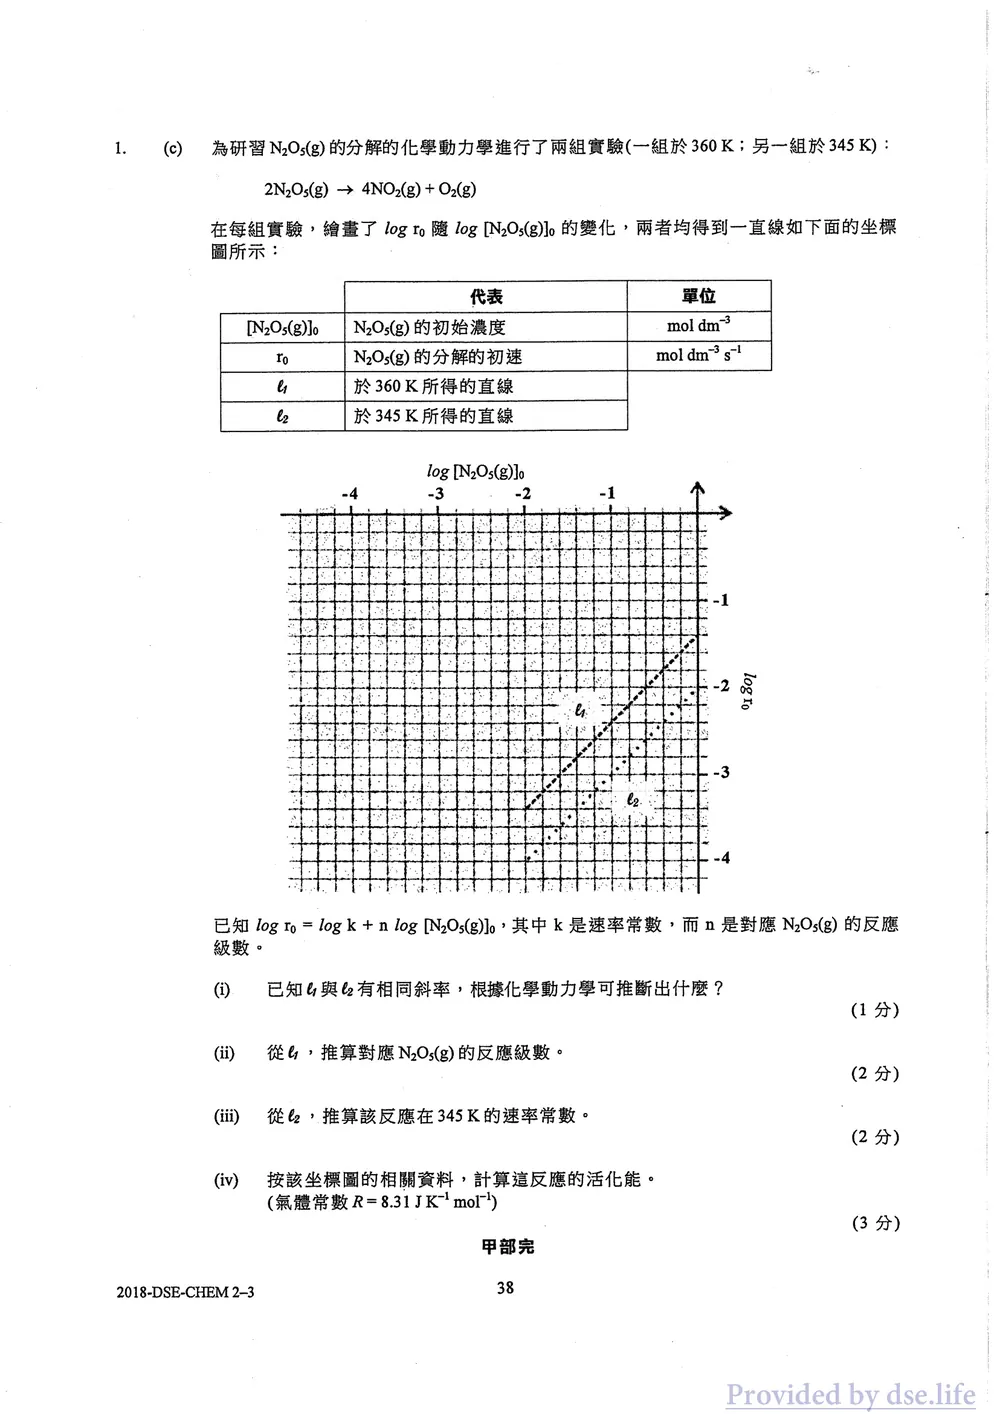 1. (c) 為研習 N₂O₅(g) 的分解的化學動力學進行了兩組實驗(一組於 360 K；另一組於 345 K)：
2N₂O₅(g) → 4NO₂(g) + O₂(g)
在每組實驗，繪畫了 log r₀ 隨 log [N₂O₅(g)]₀ 的變化，兩者均得到一直線如下面的坐標
圖所示：
代表 單位
[N₂O₅(g)]₀ N₂O₅(g) 的初始濃度 mol dm⁻³
r₀ N₂O₅(g) 的分解的初速 mol dm⁻³ s⁻¹
ℓ₁ 於 360 K 所得的直線
ℓ₂ 於 345 K 所得的直線
log [N₂O₅(g)]₀
-4 -3 -2 -1
-1
-2
log r₀
ℓ₁
-3
ℓ₂
-4
已知 log r₀ = log k + n log [N₂O₅(g)]₀，其中 k 是速率常數，而 n 是對應 N₂O₅(g) 的反應
級數。
(i) 已知 ℓ₁ 與 ℓ₂ 有相同斜率，根據化學動力學可推斷出什麼？
(1 分)
(ii) 從 ℓ₁，推算對應 N₂O₅(g) 的反應級數。
(2 分)
(iii) 從 ℓ₂，推算該反應在 345 K 的速率常數。
(2 分)
(iv) 按該坐標圖的相關資料，計算這反應的活化能。
(氣體常數 R = 8.31 J K⁻¹ mol⁻¹)
(3 分)
甲部完
2018-DSE-CHEM 2–3 38
Provided by dse.life